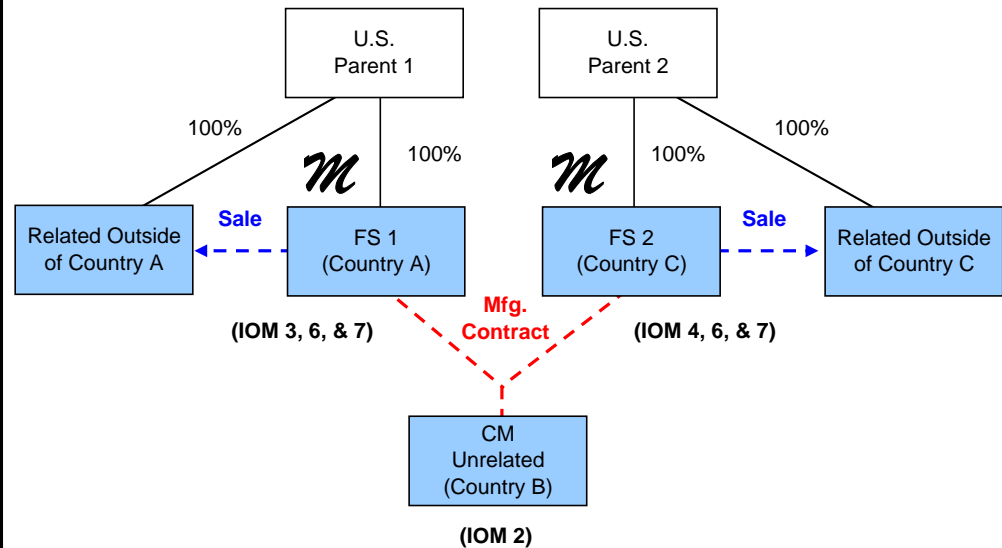 U.S.
Parent 1
U.S.
Parent 2
100%
100%
100%
100%
M
M
Related Outside
of Country A
Sale
FS 1
(Country A)
FS 2
(Country C)
Sale
Related Outside
of Country C
(IOM 3, 6, & 7)
Mfg.
Contract
(IOM 4, 6, & 7)
CM
Unrelated
(Country B)
(IOM 2)